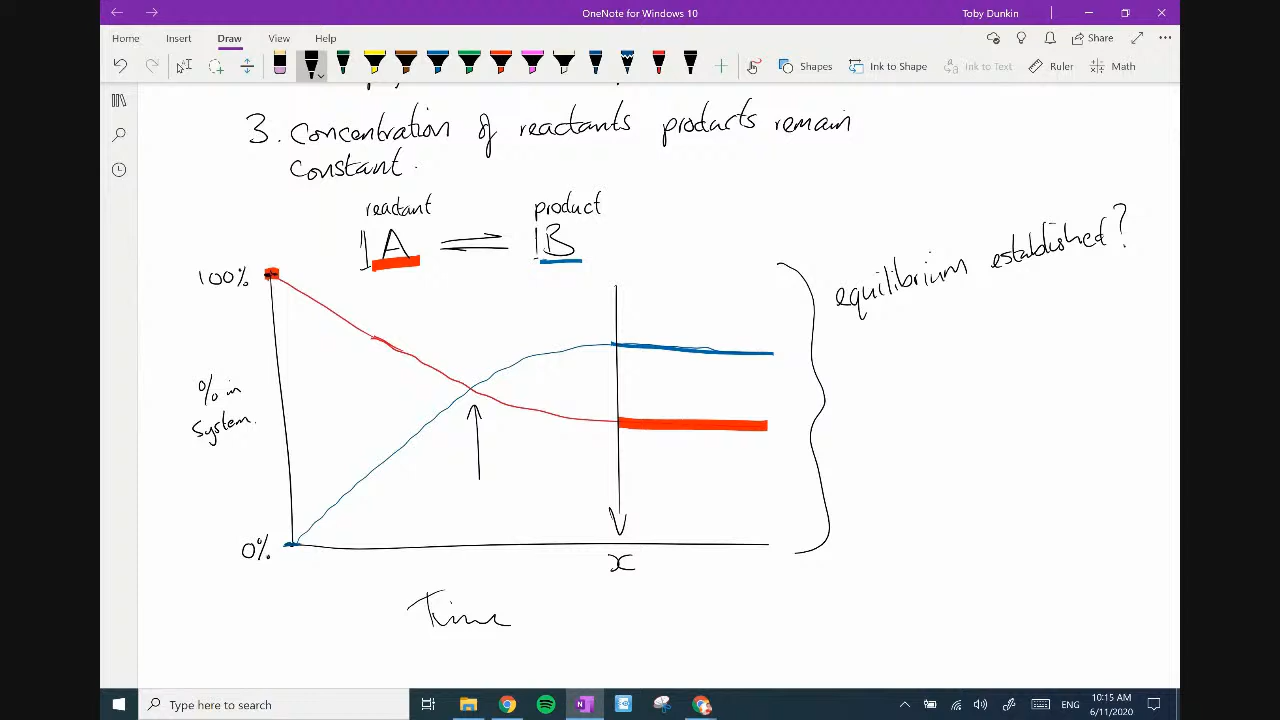 OneNote for Windows 10
Toby Dunkin
Home Insert Draw View Help
Share
Shapes Ink to Shape Ink to Text Ruler Math
3. Concentration of reactants products remain
constant.
reactant product
1A ⇌ 1B
equilibrium established?
100%
% in
system.
0%
x
Time
Type here to search
ENG
10:15 AM
6/11/2020